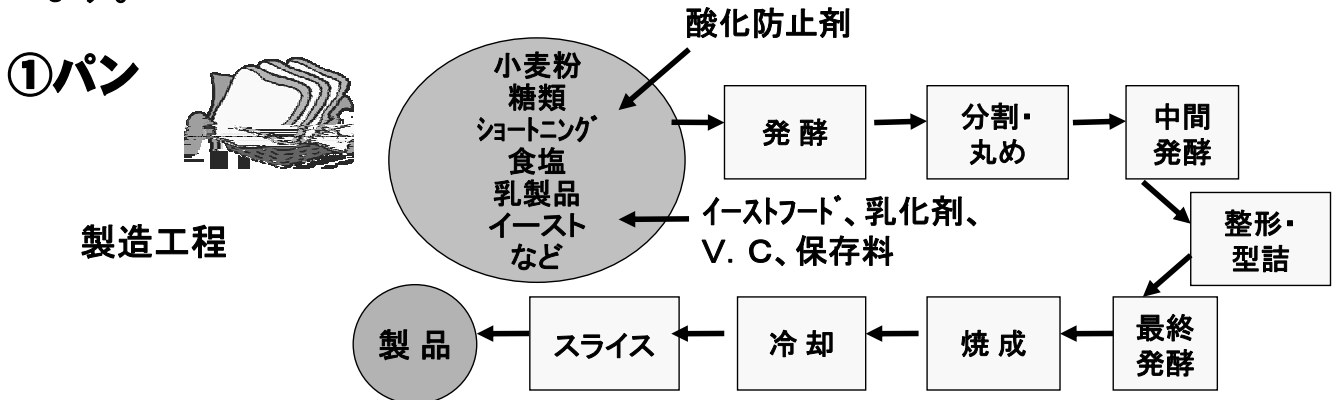 酸化防止剤
①パン
小麦粉
糖類
ショートニング
食塩
乳製品
イースト
など
発 酵
分割・
丸め
中間
発酵
イーストフード、乳化剤、
V.C、保存料
整形・
型詰
製造工程
最終
発酵
焼 成
冷 却
スライス
製 品